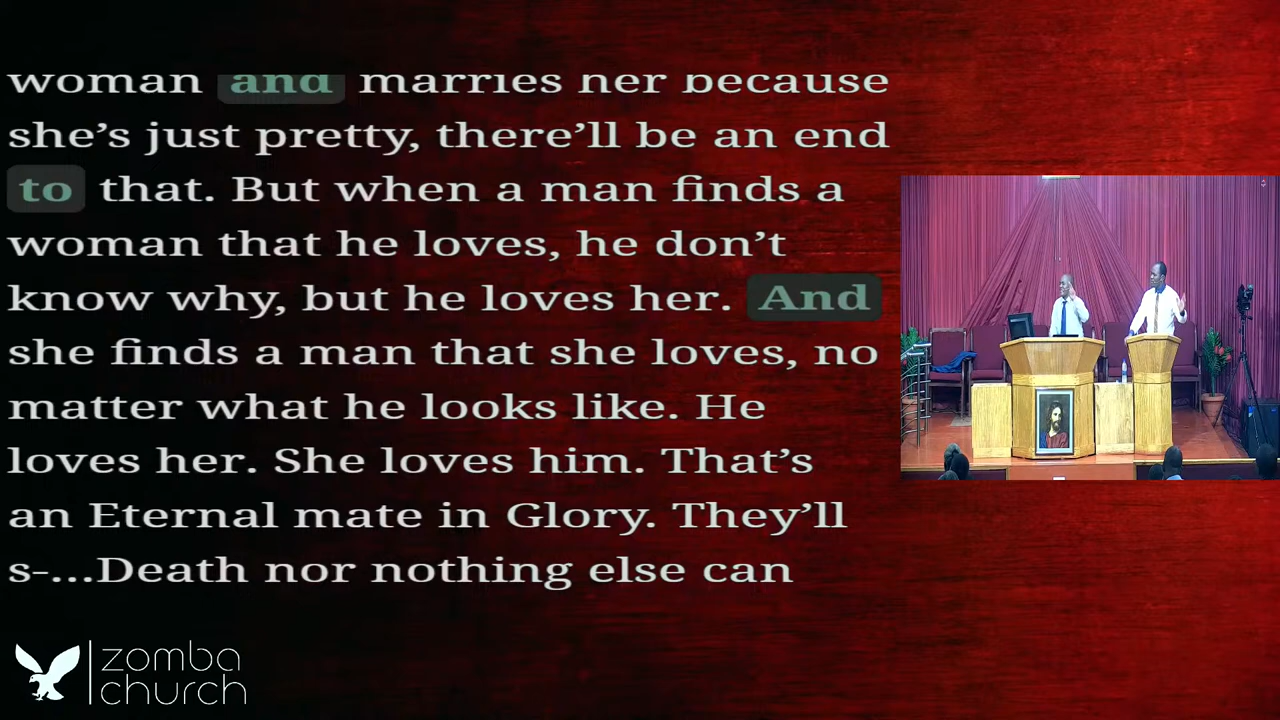 woman and marries her because
she’s just pretty, there’ll be an end
to that. But when a man finds a
woman that he loves, he don’t
know why, but he loves her. And
she finds a man that she loves, no
matter what he looks like. He
loves her. She loves him. That’s
an Eternal mate in Glory. They’ll
s-...Death nor nothing else can
zomba
church